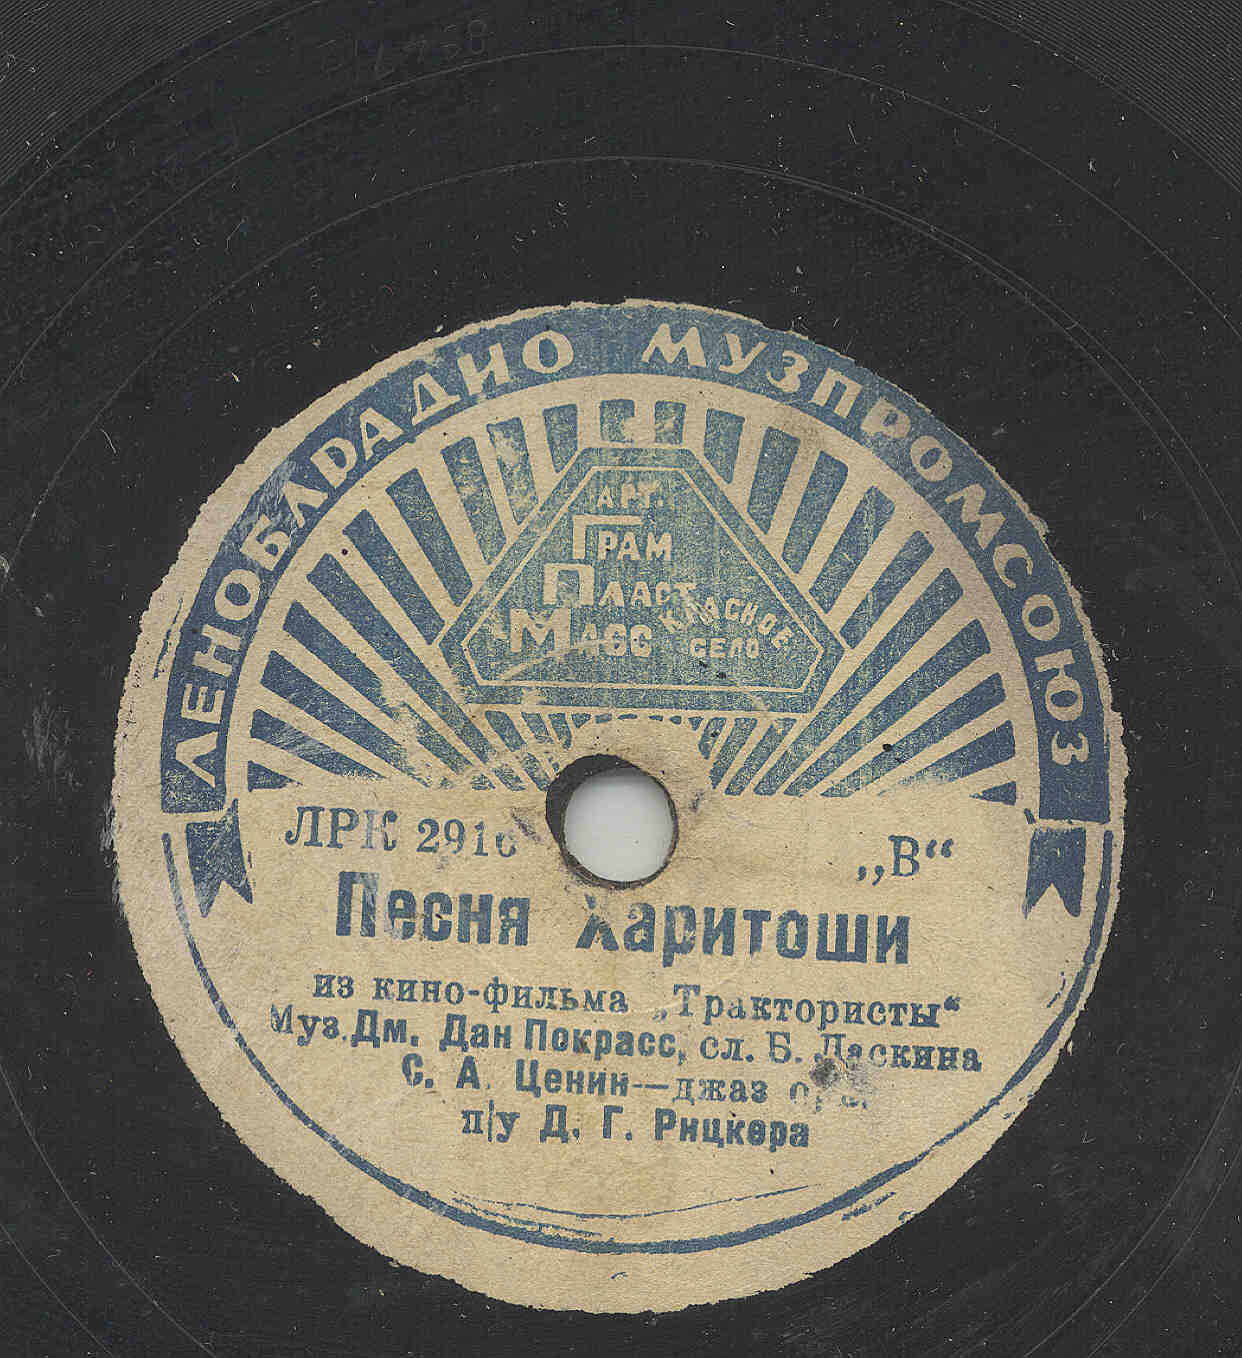 ЛЕНОБЛРАДИО МУЗПРОМСОЮЗ
АРТ.
ГРАМ
ПЛАСТ
МАСС
КРАСНОЕ
СЕЛО
ЛРК „В“
Песня Харитоши
из кино-фильма „Трактористы“
Муз. Дм. Дан Покрасс, сл. Б. Ласкина
С. А. Ценин—джаз
п/у Д. Г. Рицкера